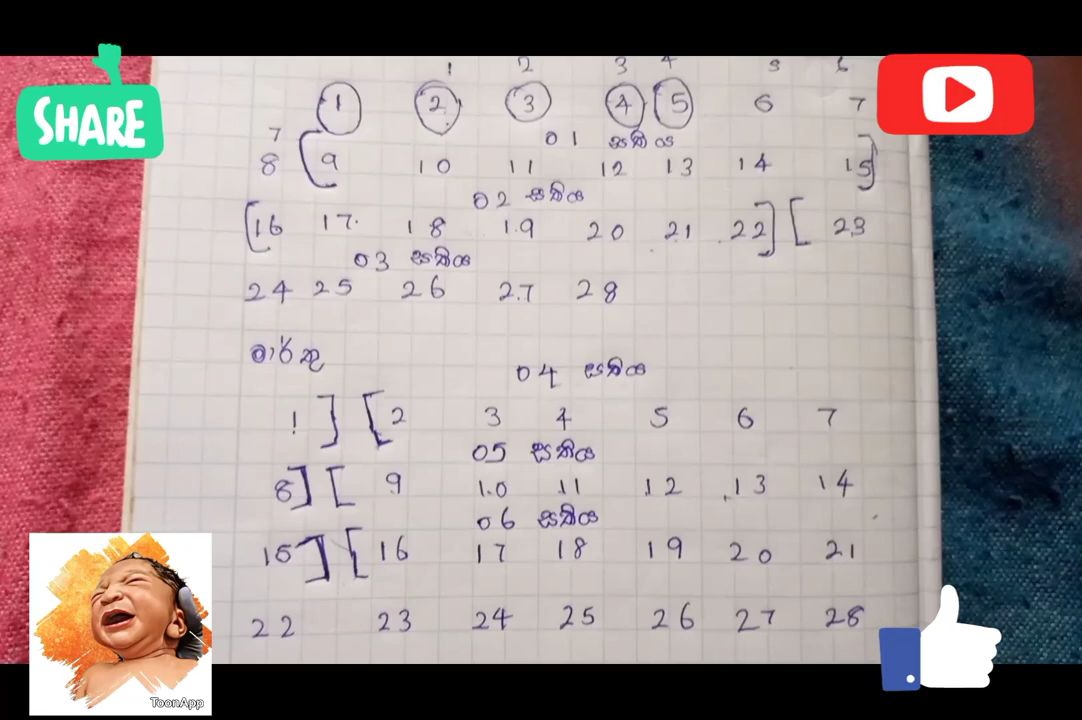 SHARE
1 2 3 4 5 6
1 2 3 4 5 6 7
7
01 සතිය
8 [ 9 10 11 12 13 14 15 ]
02 සතිය
[ 16 17. 18 19 20 21 22 ] [ 23
03 සතිය
24 25 26 27 28
මාර්තු
04 සතිය
1 ] [ 2 3 4 5 6 7
05 සතිය
8 ] [ 9 10 11 12 13 14
06 සතිය
15 ] [ 16 17 18 19 20 21
22 23 24 25 26 27 28
ToonApp